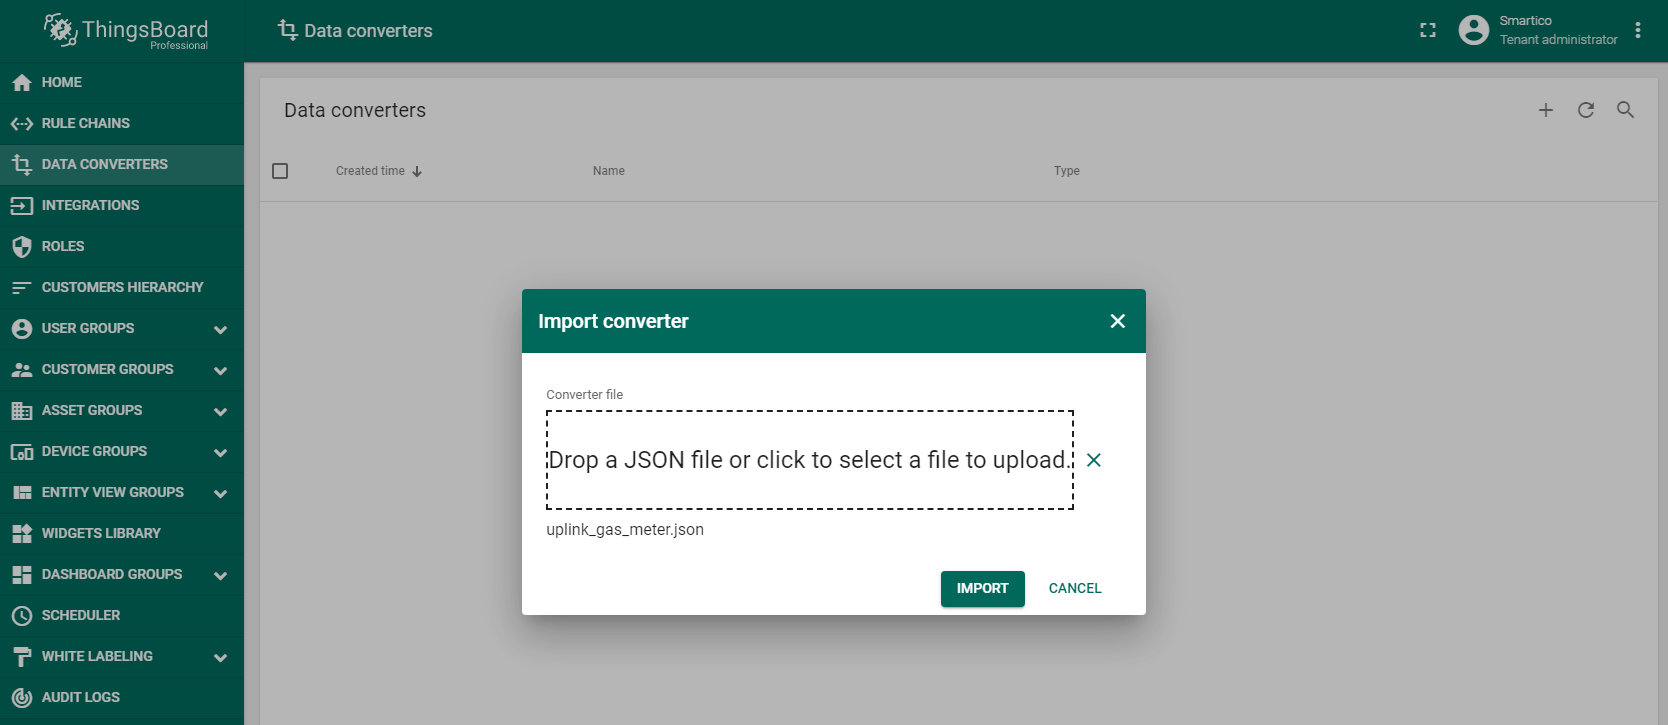 ThingsBoard
Professional
Data converters
Smartico
Tenant administrator
HOME
RULE CHAINS
DATA CONVERTERS
INTEGRATIONS
ROLES
CUSTOMERS HIERARCHY
USER GROUPS
CUSTOMER GROUPS
ASSET GROUPS
DEVICE GROUPS
ENTITY VIEW GROUPS
WIDGETS LIBRARY
DASHBOARD GROUPS
SCHEDULER
WHITE LABELING
AUDIT LOGS
Data converters
Created time Name Type
Import converter
Converter file
Drop a JSON file or click to select a file to upload.
uplink_gas_meter.json
IMPORT CANCEL